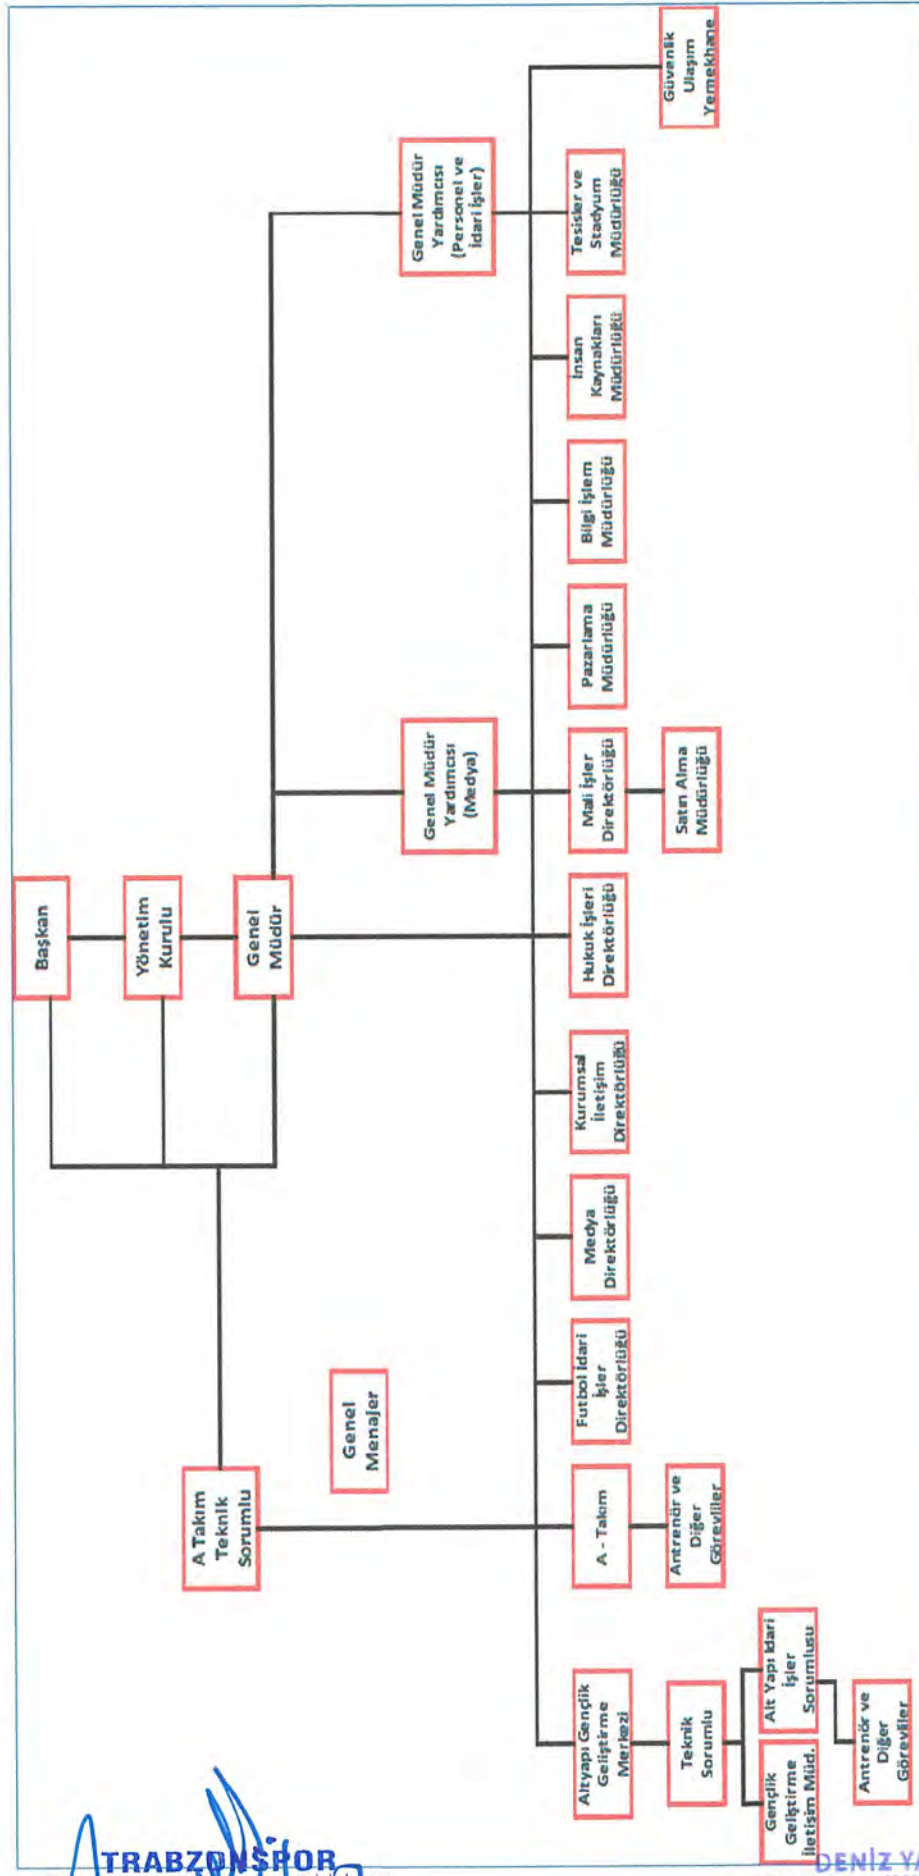 Başkan
Yönetim
Kurulu
Genel
Müdür
A Takım
Teknik
Sorumlu
Genel
Menajer
Genel Müdür
Yardımcısı
(Medya)
Genel Müdür
Yardımcısı
(Personel ve
İdari İşler)
Altyapı Gençlik
Geliştirme
Merkezi
A - Takım
Futbol İdari
İşler
Direktörlüğü
Medya
Direktörlüğü
Kurumsal
İletişim
Direktörlüğü
Hukuk İşleri
Direktörlüğü
Mali İşler
Direktörlüğü
Pazarlama
Müdürlüğü
Bilgi İşlem
Müdürlüğü
İnsan
Kaynakları
Müdürlüğü
Tesisler ve
Stadyum
Müdürlüğü
Güvenlik
Ulaşım
Yemekhane
Teknik
Sorumlu
Antrenör ve
Diğer
Görevliler
Satın Alma
Müdürlüğü
Gençlik
Geliştirme
İletişim Müd.
Alt Yapı İdari
İşler
Sorumlusu
Antrenör ve
Diğer
Görevliler
TRABZONSPOR
DENİZ